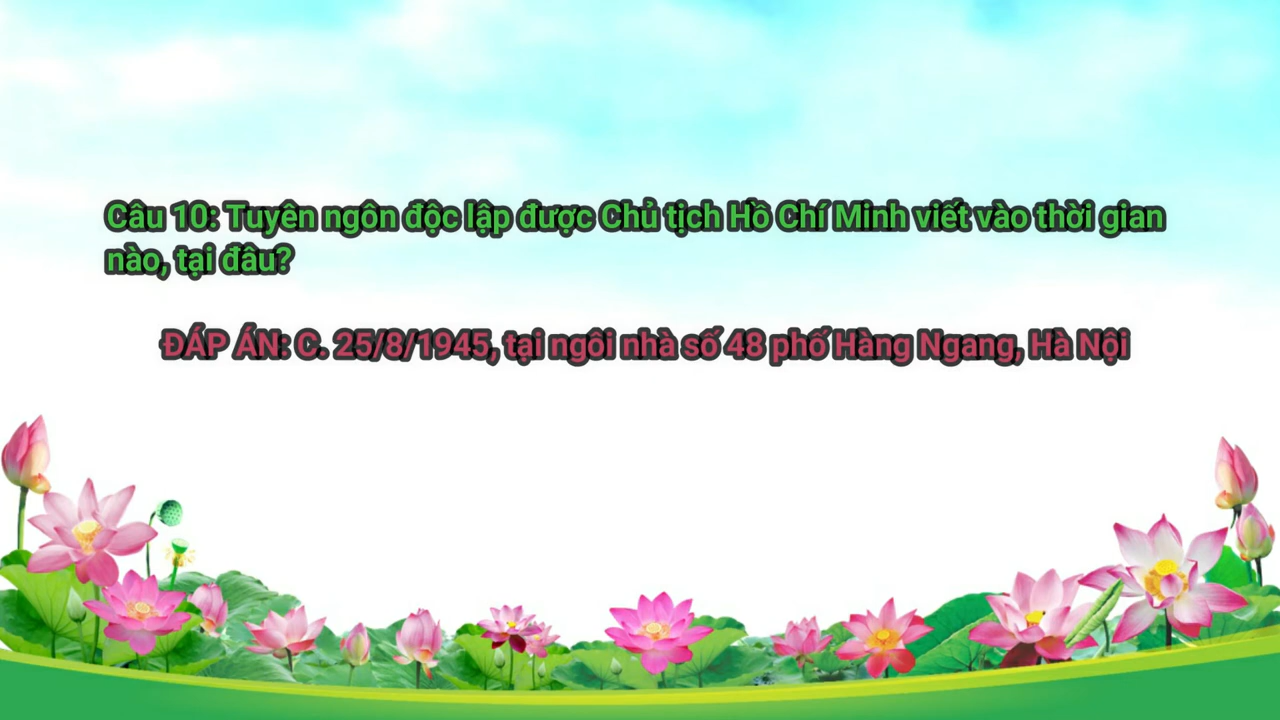 Câu 10: Tuyên ngôn độc lập được Chủ tịch Hồ Chí Minh viết vào thời gian
nào, tại đâu?
ĐÁP ÁN: C. 25/8/1945, tại ngôi nhà số 48 phố Hàng Ngang, Hà Nội